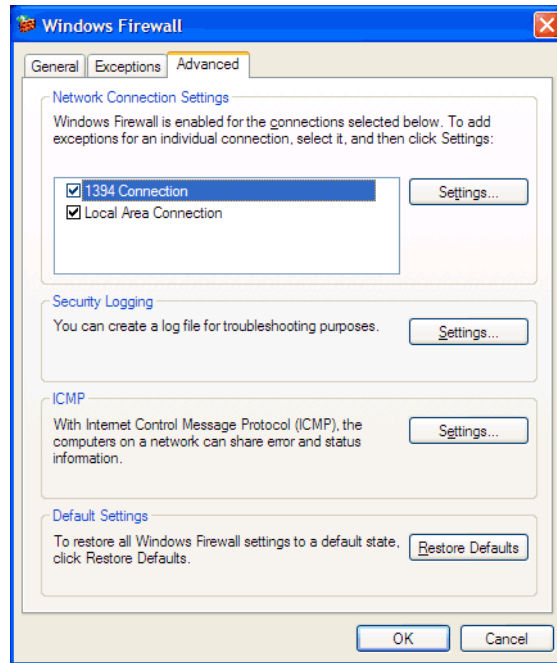 Windows Firewall
General Exceptions Advanced
Network Connection Settings
Windows Firewall is enabled for the connections selected below. To add
exceptions for an individual connection, select it, and then click Settings:
1394 Connection
Settings...
Local Area Connection
Security Logging
You can create a log file for troubleshooting purposes.
Settings...
ICMP
With Internet Control Message Protocol (ICMP), the
computers on a network can share error and status
information.
Settings...
Default Settings
To restore all Windows Firewall settings to a default state,
click Restore Defaults.
Restore Defaults
OK Cancel